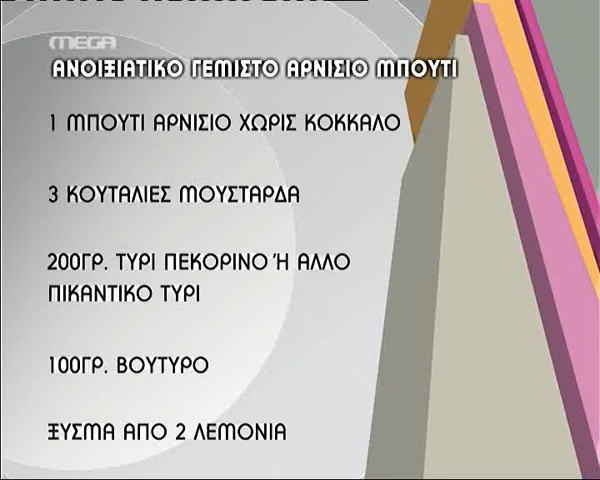 MEGA
ΑΝΟΙΞΙΑΤΙΚΟ ΓΕΜΙΣΤΟ ΑΡΝΙΣΙΟ ΜΠΟΥΤΙ
1 ΜΠΟΥΤΙ ΑΡΝΙΣΙΟ ΧΩΡΙΣ ΚΟΚΚΑΛΟ
3 ΚΟΥΤΑΛΙΕΣ ΜΟΥΣΤΑΡΔΑ
200ΓΡ. ΤΥΡΙ ΠΕΚΟΡΙΝΟ Ή ΑΛΛΟ
ΠΙΚΑΝΤΙΚΟ ΤΥΡΙ
100ΓΡ. ΒΟΥΤΥΡΟ
ΞΥΣΜΑ ΑΠΟ 2 ΛΕΜΟΝΙΑ